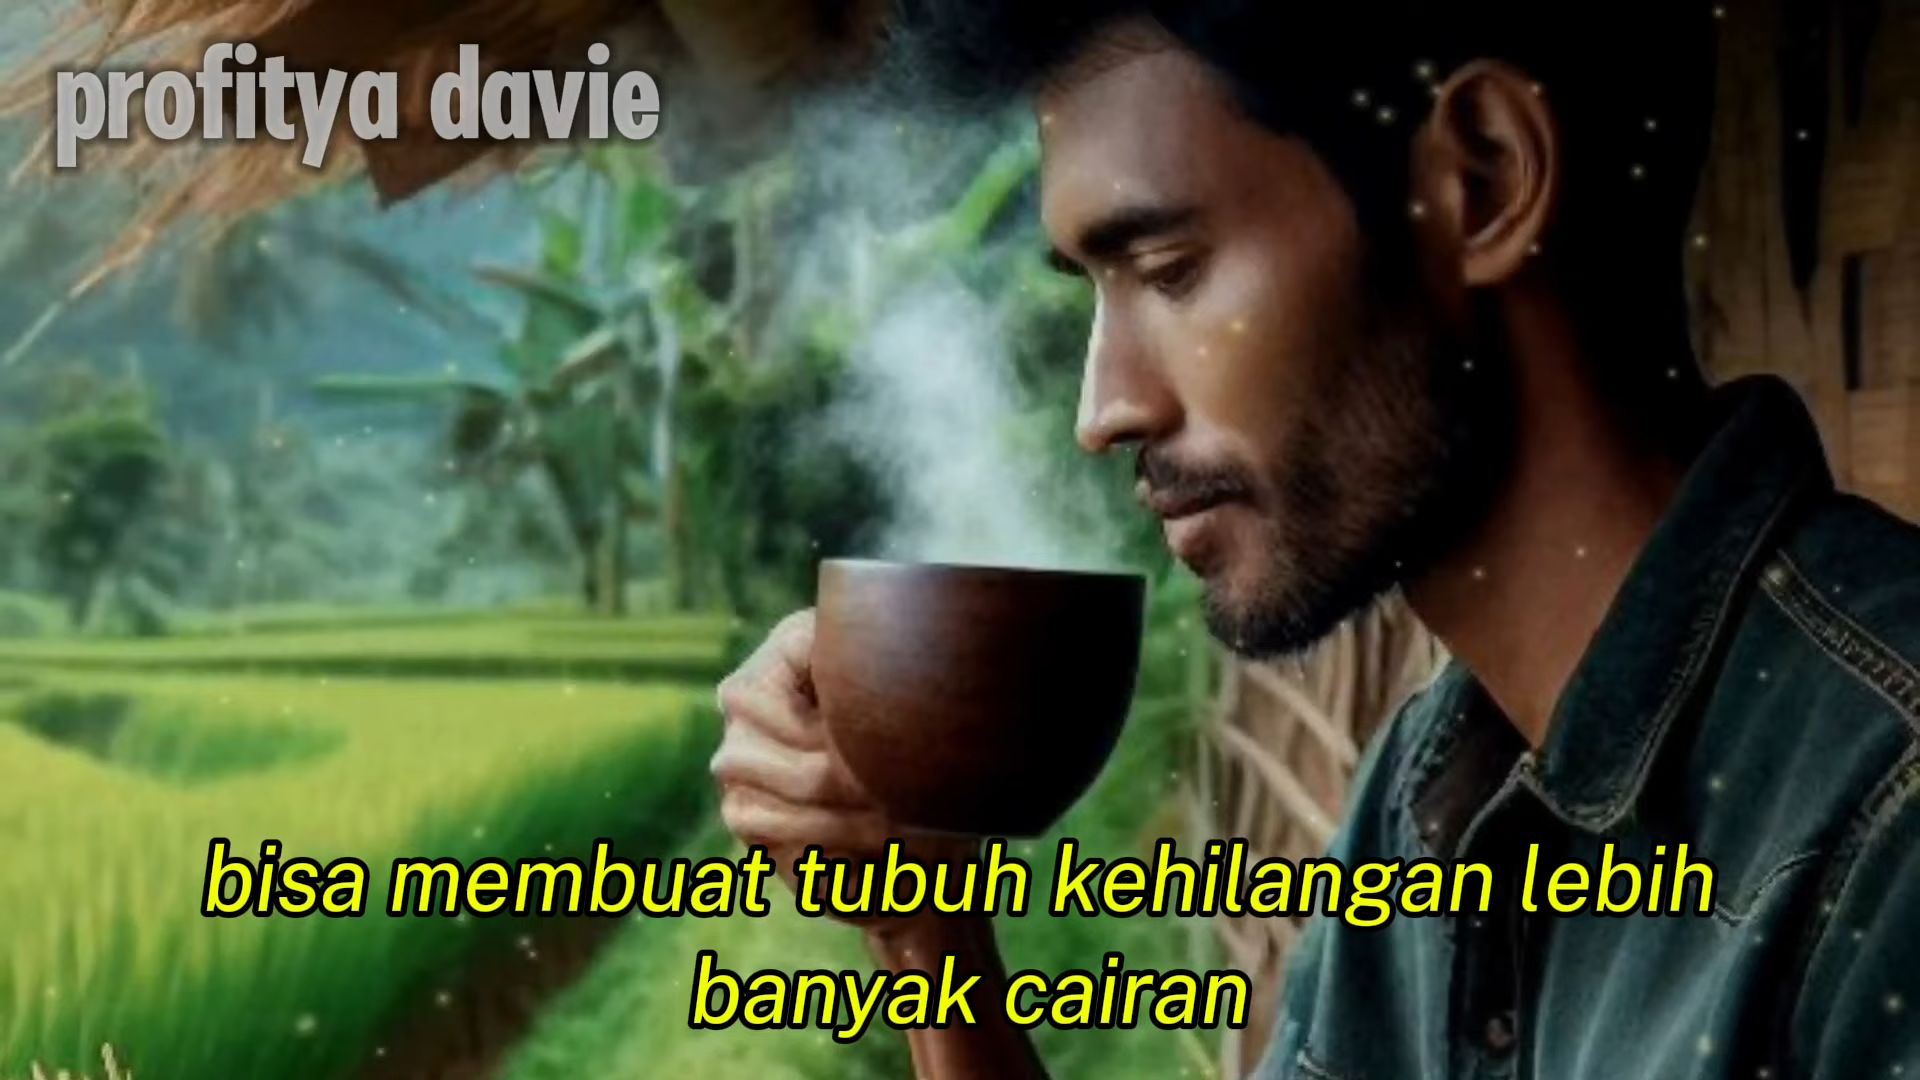 profitya davie
bisa membuat tubuh kehilangan lebih
banyak cairan